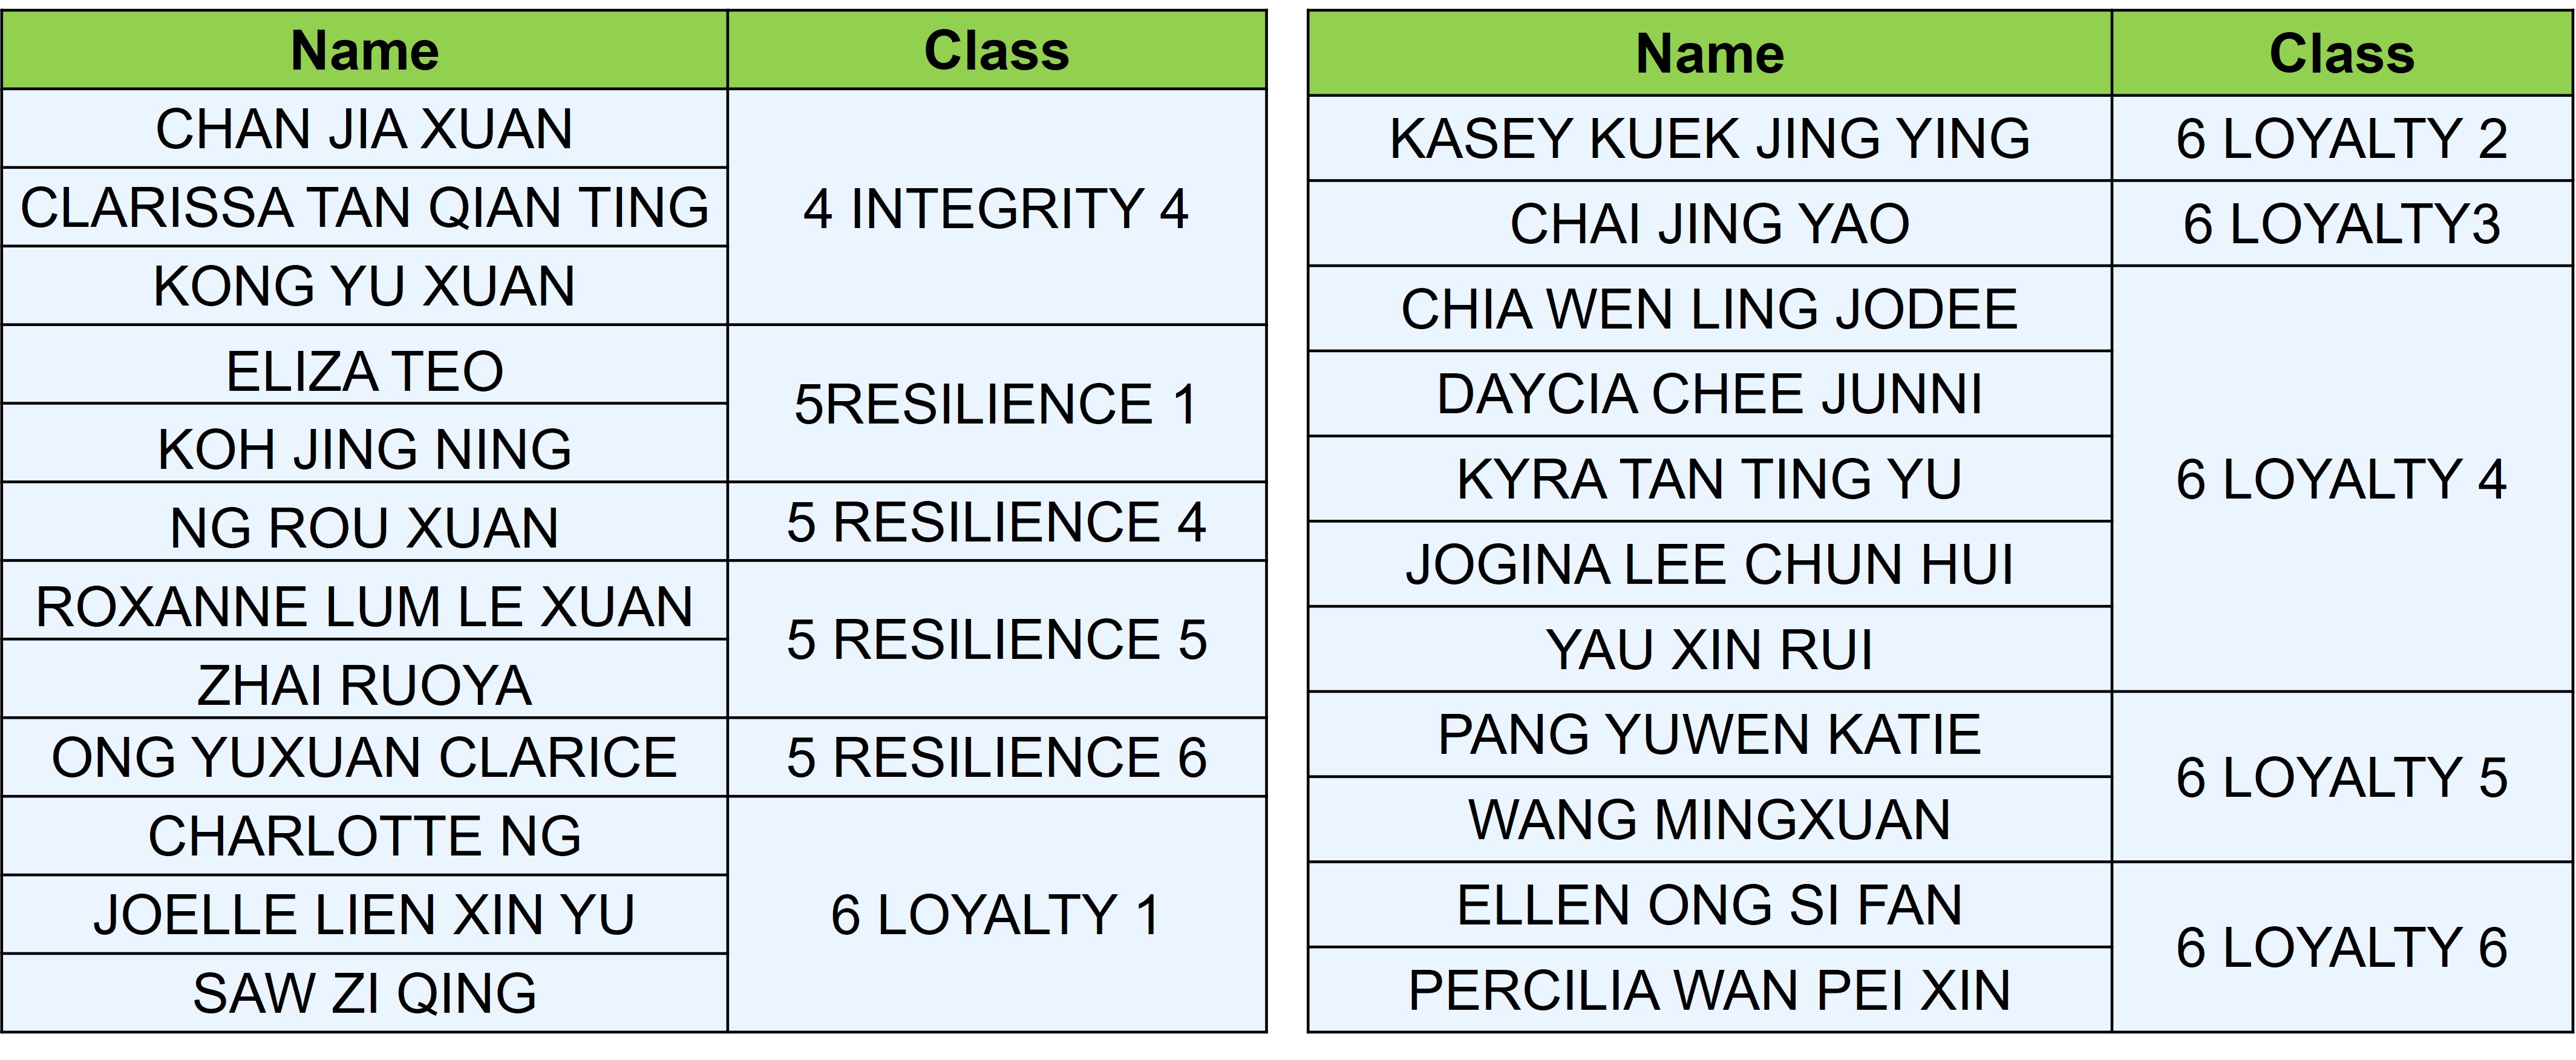 Name Class
CHAN JIA XUAN
CLARISSA TAN QIAN TING 4 INTEGRITY 4
KONG YU XUAN
ELIZA TEO
5RESILIENCE 1
KOH JING NING
NG ROU XUAN 5 RESILIENCE 4
ROXANNE LUM LE XUAN
5 RESILIENCE 5
ZHAI RUOYA
ONG YUXUAN CLARICE 5 RESILIENCE 6
CHARLOTTE NG
JOELLE LIEN XIN YU 6 LOYALTY 1
SAW ZI QING
Name Class
KASEY KUEK JING YING 6 LOYALTY 2
CHAI JING YAO 6 LOYALTY3
CHIA WEN LING JODEE
DAYCIA CHEE JUNNI
KYRA TAN TING YU 6 LOYALTY 4
JOGINA LEE CHUN HUI
YAU XIN RUI
PANG YUWEN KATIE
6 LOYALTY 5
WANG MINGXUAN
ELLEN ONG SI FAN
6 LOYALTY 6
PERCILIA WAN PEI XIN